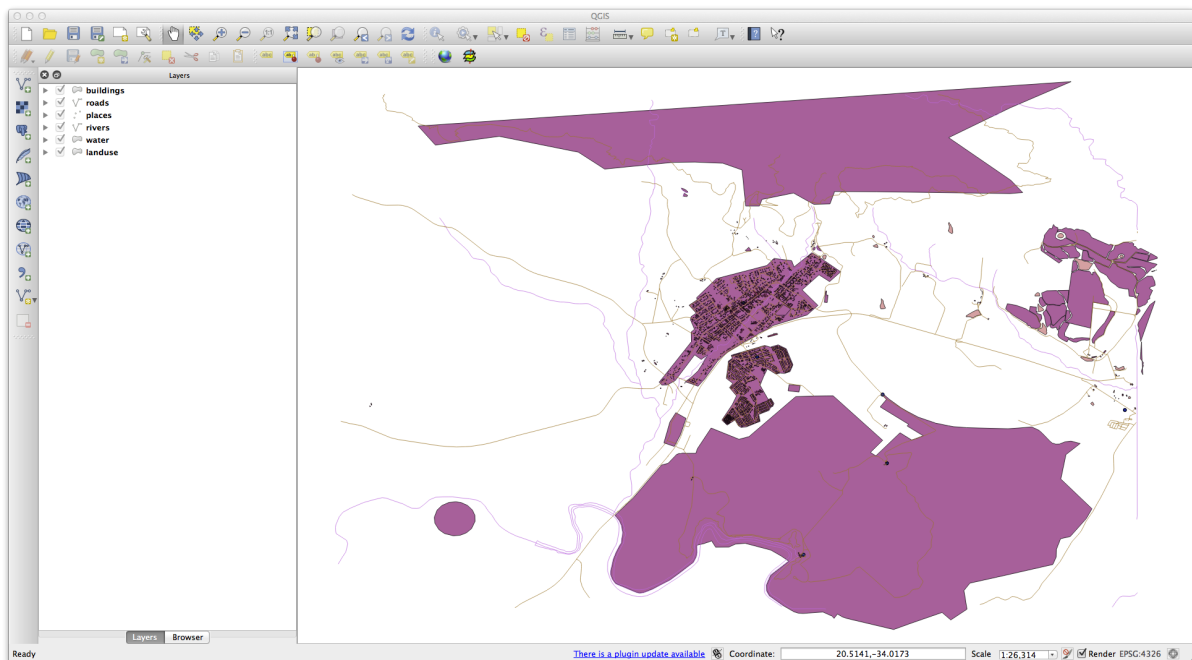 QGIS
Layers
buildings
roads
places
rivers
water
landuse
Layers Browser
Ready There is a plugin update available Coordinate: 20.5141,-34.0173 Scale 1:26,314 Render EPSG:4326